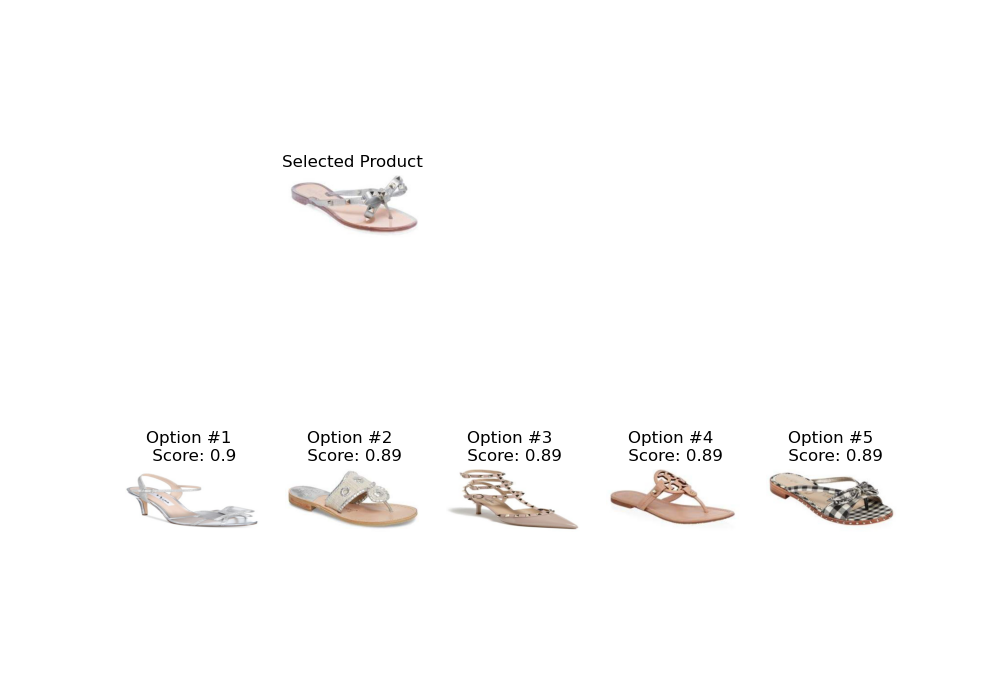 Selected Product
Option #1
Score: 0.9
Option #2
Score: 0.89
Option #3
Score: 0.89
Option #4
Score: 0.89
Option #5
Score: 0.89